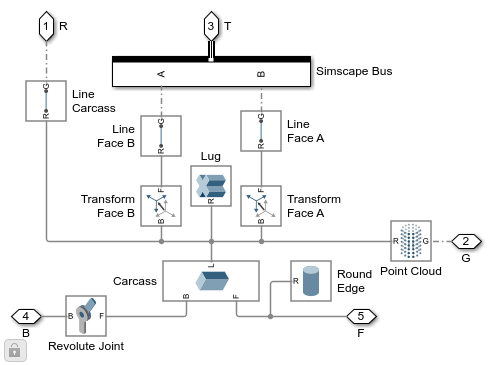 1 R
3 T
A B
Simscape Bus
G
R
Line
Carcass
G
R
Line
Face B
G
R
Line
Face A
Lug
R
F
B
Transform
Face B
F
B
Transform
Face A
R G
Point Cloud
2
G
L
B F
Carcass
R
Round
Edge
4
B
B F
Revolute Joint
5
F